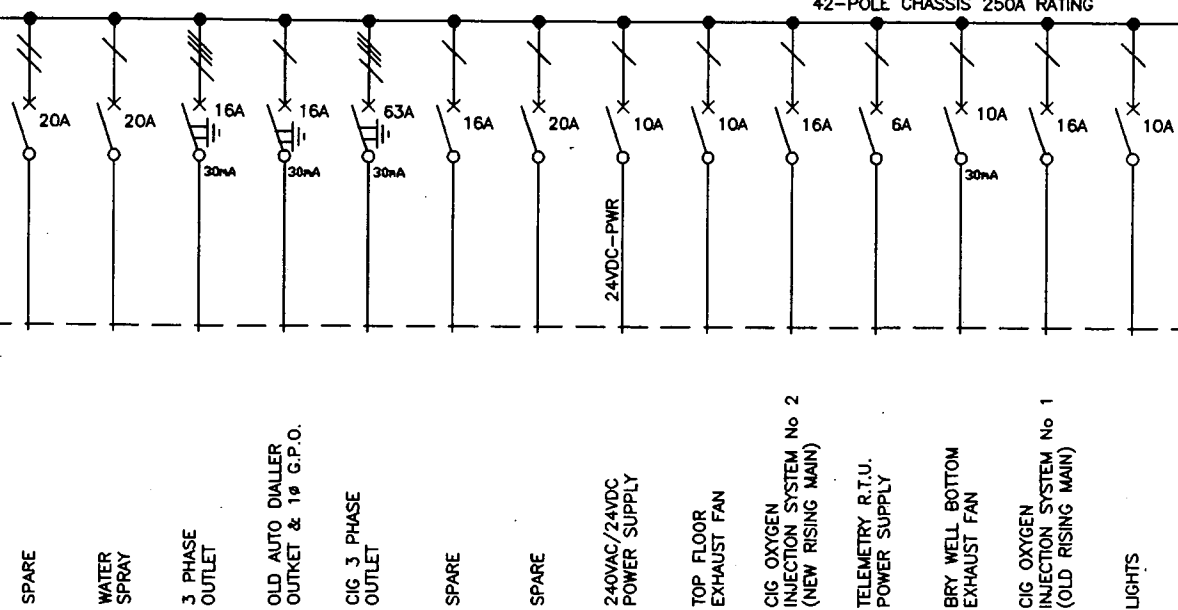 42-POLE CHASSIS 250A RATING
20A
20A
16A
16A
63A
16A
20A
10A
10A
16A
6A
10A
16A
10A
30mA
30mA
30mA
30mA
24VDC-PWR
SPARE
WATER
SPRAY
3 PHASE
OUTLET
OLD AUTO DIALLER
OUTKET & 1ø G.P.O.
CIG 3 PHASE
OUTLET
SPARE
SPARE
240VAC/24VDC
POWER SUPPLY
TOP FLOOR
EXHAUST FAN
CIG OXYGEN
INJECTION SYSTEM No 2
(NEW RISING MAIN)
TELEMETRY R.T.U.
POWER SUPPLY
BRY WELL BOTTOM
EXHAUST FAN
CIG OXYGEN
INJECTION SYSTEM No 1
(OLD RISING MAIN)
LIGHTS